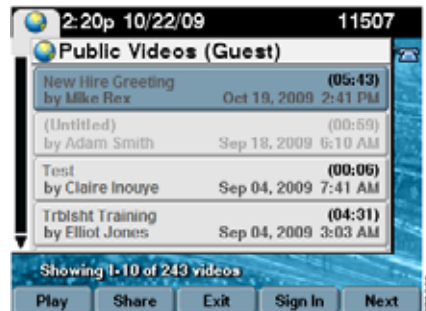 2:20p 10/22/09 11507
Public Videos (Guest)
New Hire Greeting (05:43)
by Mike Rex Oct 19, 2009 2:41 PM
(Untitled) (00:59)
by Adam Smith Sep 18, 2009 6:10 AM
Test (00:06)
by Claire Inouye Sep 04, 2009 7:41 AM
Trblsht Training (04:31)
by Elliot Jones Sep 04, 2009 3:03 AM
Showing 1-10 of 243 videos
Play Share Exit Sign In Next